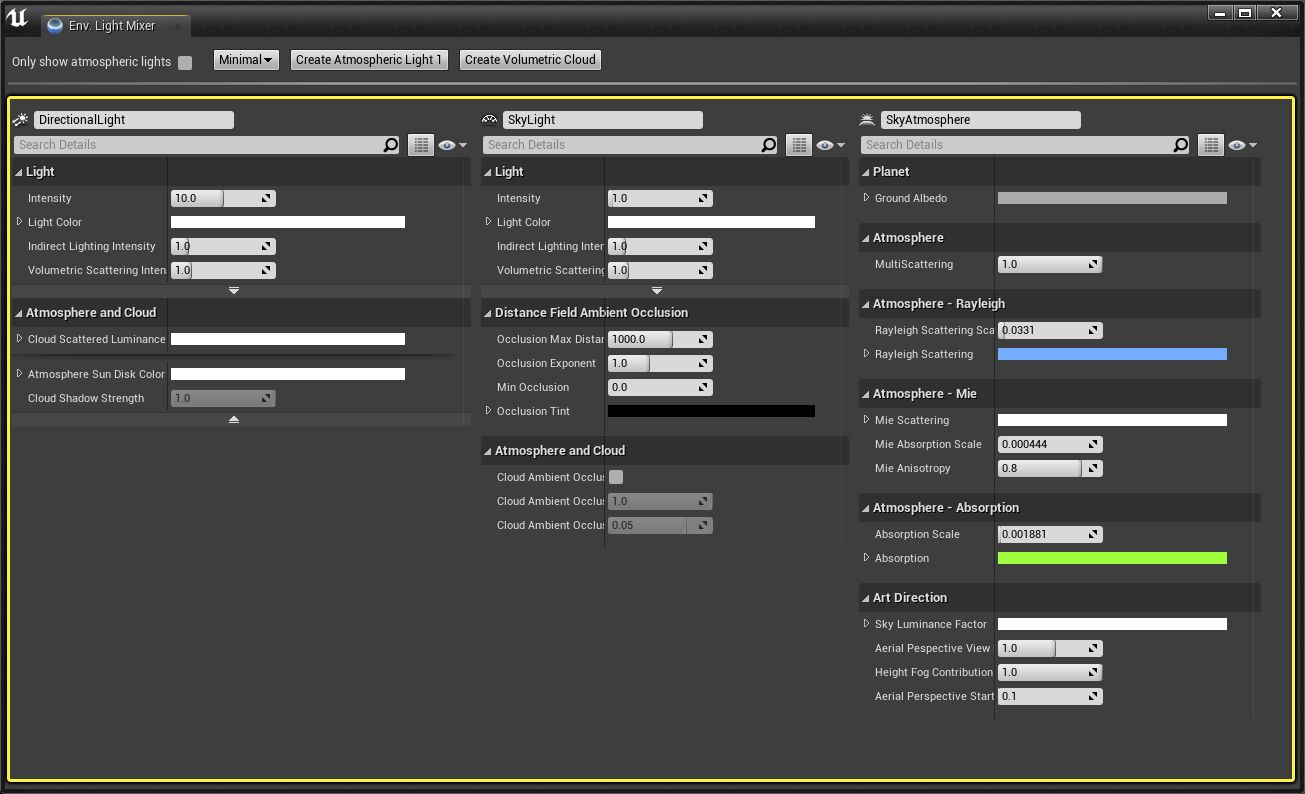 Env. Light Mixer
Only show atmospheric lights Minimal Create Atmospheric Light 1 Create Volumetric Cloud
DirectionalLight
Search Details
Light
Intensity 10.0
Light Color
Indirect Lighting Intensity 1.0
Volumetric Scattering Inten 1.0
Atmosphere and Cloud
Cloud Scattered Luminance
Atmosphere Sun Disk Color
Cloud Shadow Strength 1.0
SkyLight
Search Details
Light
Intensity 1.0
Light Color
Indirect Lighting Inter 1.0
Volumetric Scattering 1.0
Distance Field Ambient Occlusion
Occlusion Max Distar 1000.0
Occlusion Exponent 1.0
Min Occlusion 0.0
Occlusion Tint
Atmosphere and Cloud
Cloud Ambient Occlus
Cloud Ambient Occlus 1.0
Cloud Ambient Occlus 0.05
SkyAtmosphere
Search Details
Planet
Ground Albedo
Atmosphere
MultiScattering 1.0
Atmosphere - Rayleigh
Rayleigh Scattering Sca 0.0331
Rayleigh Scattering
Atmosphere - Mie
Mie Scattering
Mie Absorption Scale 0.000444
Mie Anisotropy 0.8
Atmosphere - Absorption
Absorption Scale 0.001881
Absorption
Art Direction
Sky Luminance Factor
Aerial Pespective View 1.0
Height Fog Contribution 1.0
Aerial Perspective Start 0.1